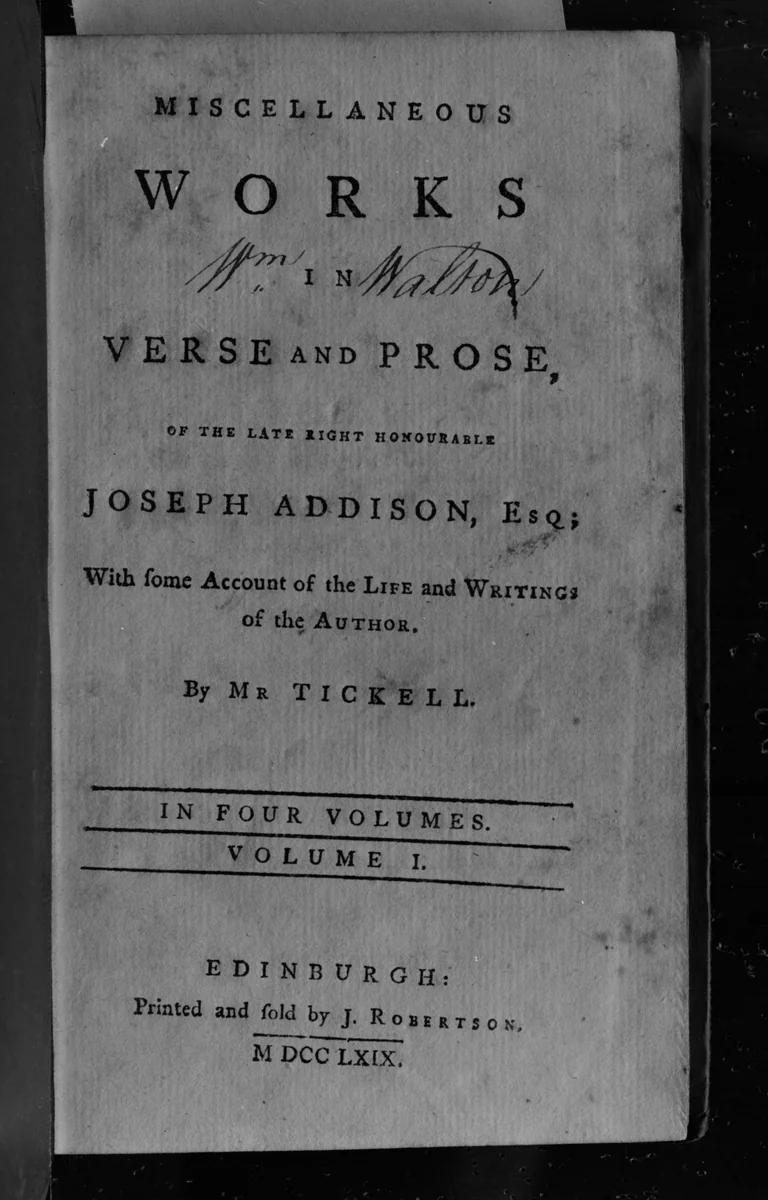 MISCELLANEOUS
WORKS
Wm. IN Walton
VERSE AND PROSE,
OF THE LATE RIGHT HONOURABLE
JOSEPH ADDISON, Esq;
With ſome Account of the LIFE and WRITINGS
of the AUTHOR.
By MR TICKELL.
IN FOUR VOLUMES.
VOLUME I.
EDINBURGH:
Printed and ſold by J. ROBERTSON.
M DCC LXIX.